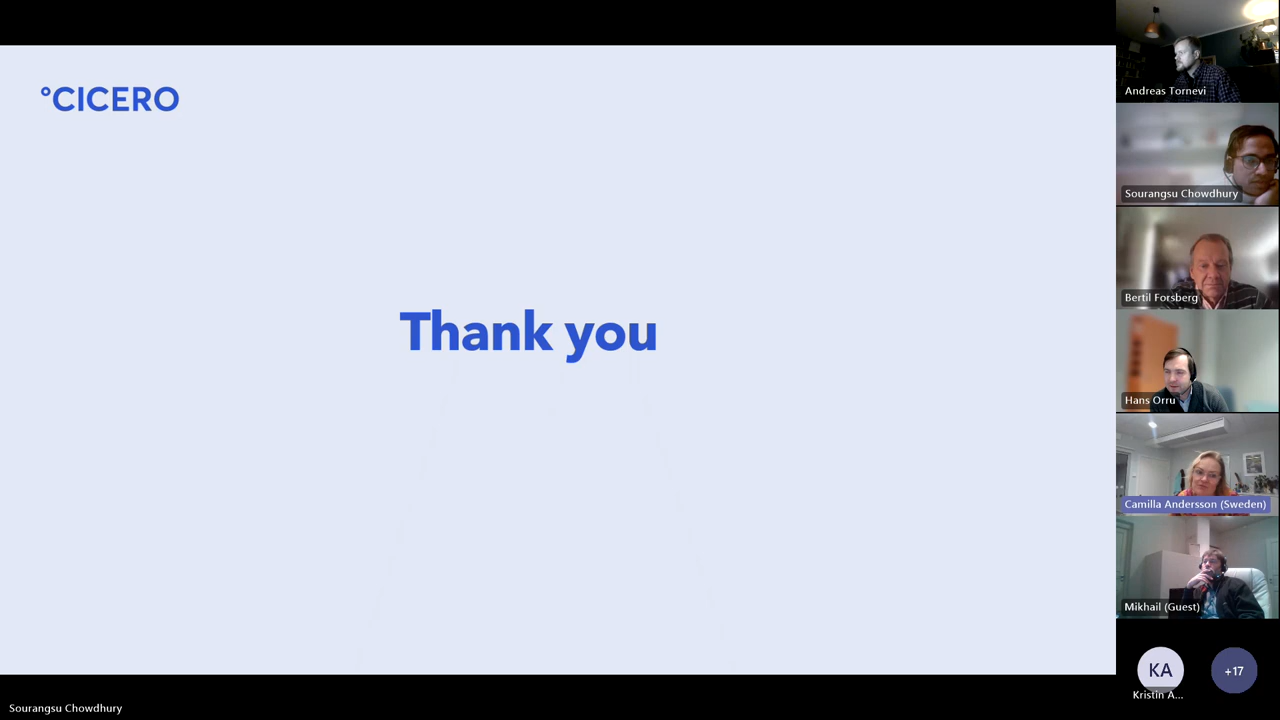 °CICERO
Thank you
Andreas Tornevi
Sourangsu Chowdhury
Bertil Forsberg
Hans Orru
Camilla Andersson (Sweden)
Mikhail (Guest)
KA
+17
Kristin A...
Sourangsu Chowdhury